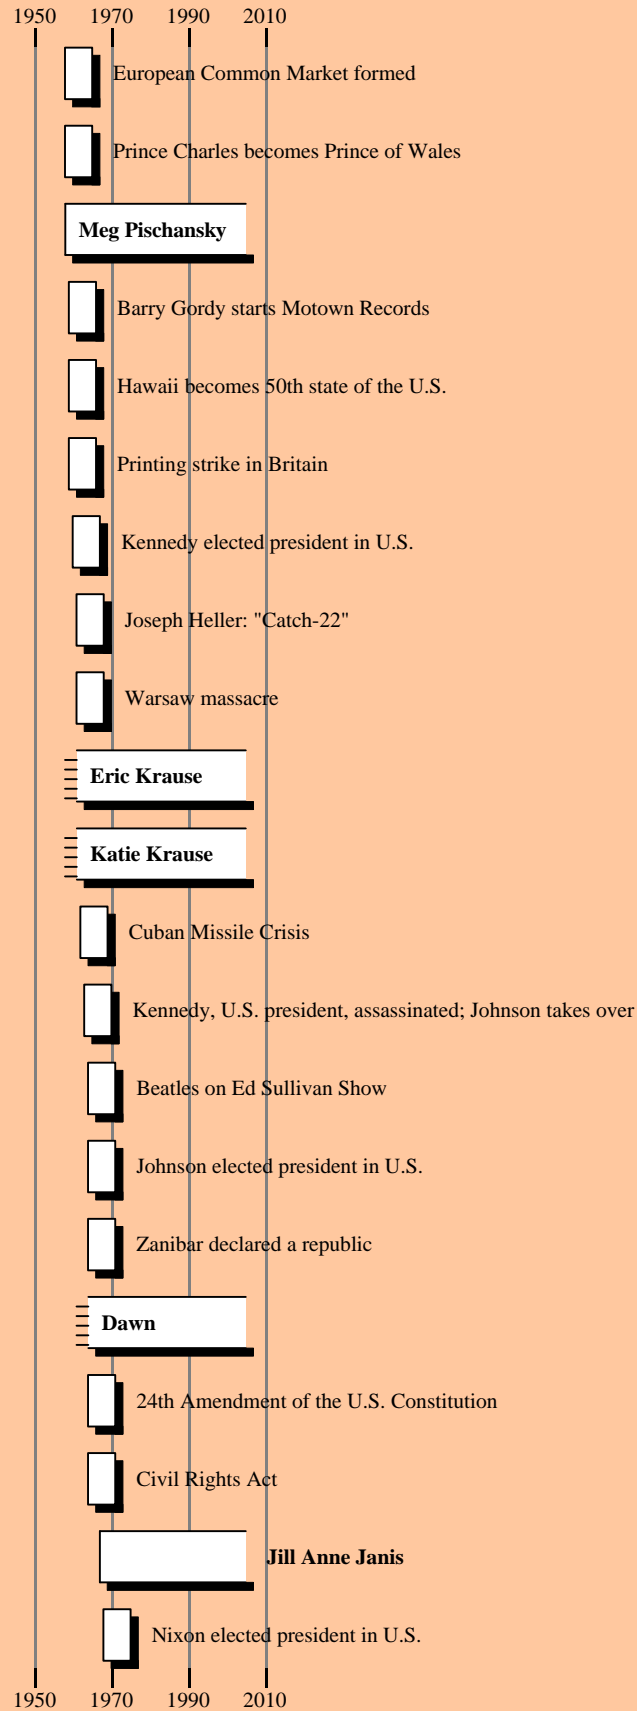 1950 1970 1990 2010
European Common Market formed
Prince Charles becomes Prince of Wales
Meg Pischansky
Barry Gordy starts Motown Records
Hawaii becomes 50th state of the U.S.
Printing strike in Britain
Kennedy elected president in U.S.
Joseph Heller: "Catch-22"
Warsaw massacre
Eric Krause
Katie Krause
Cuban Missile Crisis
Kennedy, U.S. president, assassinated; Johnson takes over
Beatles on Ed Sullivan Show
Johnson elected president in U.S.
Zanibar declared a republic
Dawn
24th Amendment of the U.S. Constitution
Civil Rights Act
Jill Anne Janis
Nixon elected president in U.S.
1950 1970 1990 2010